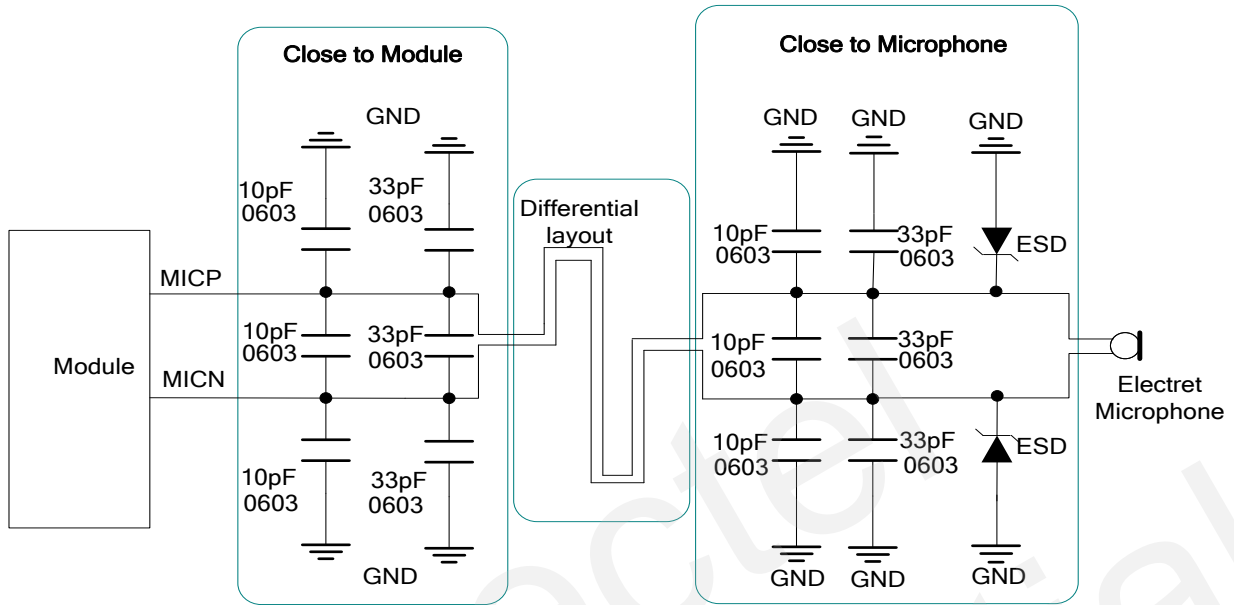 Close to Module
GND
10pF
0603
33pF
0603
MICP
10pF
0603
33pF
0603
Module
MICN
10pF
0603
33pF
0603
GND
Differential
layout
Close to Microphone
GND
GND
GND
10pF
0603
33pF
0603
ESD
10pF
0603
33pF
0603
Electret
Microphone
10pF
0603
33pF
0603
ESD
GND
GND
GND